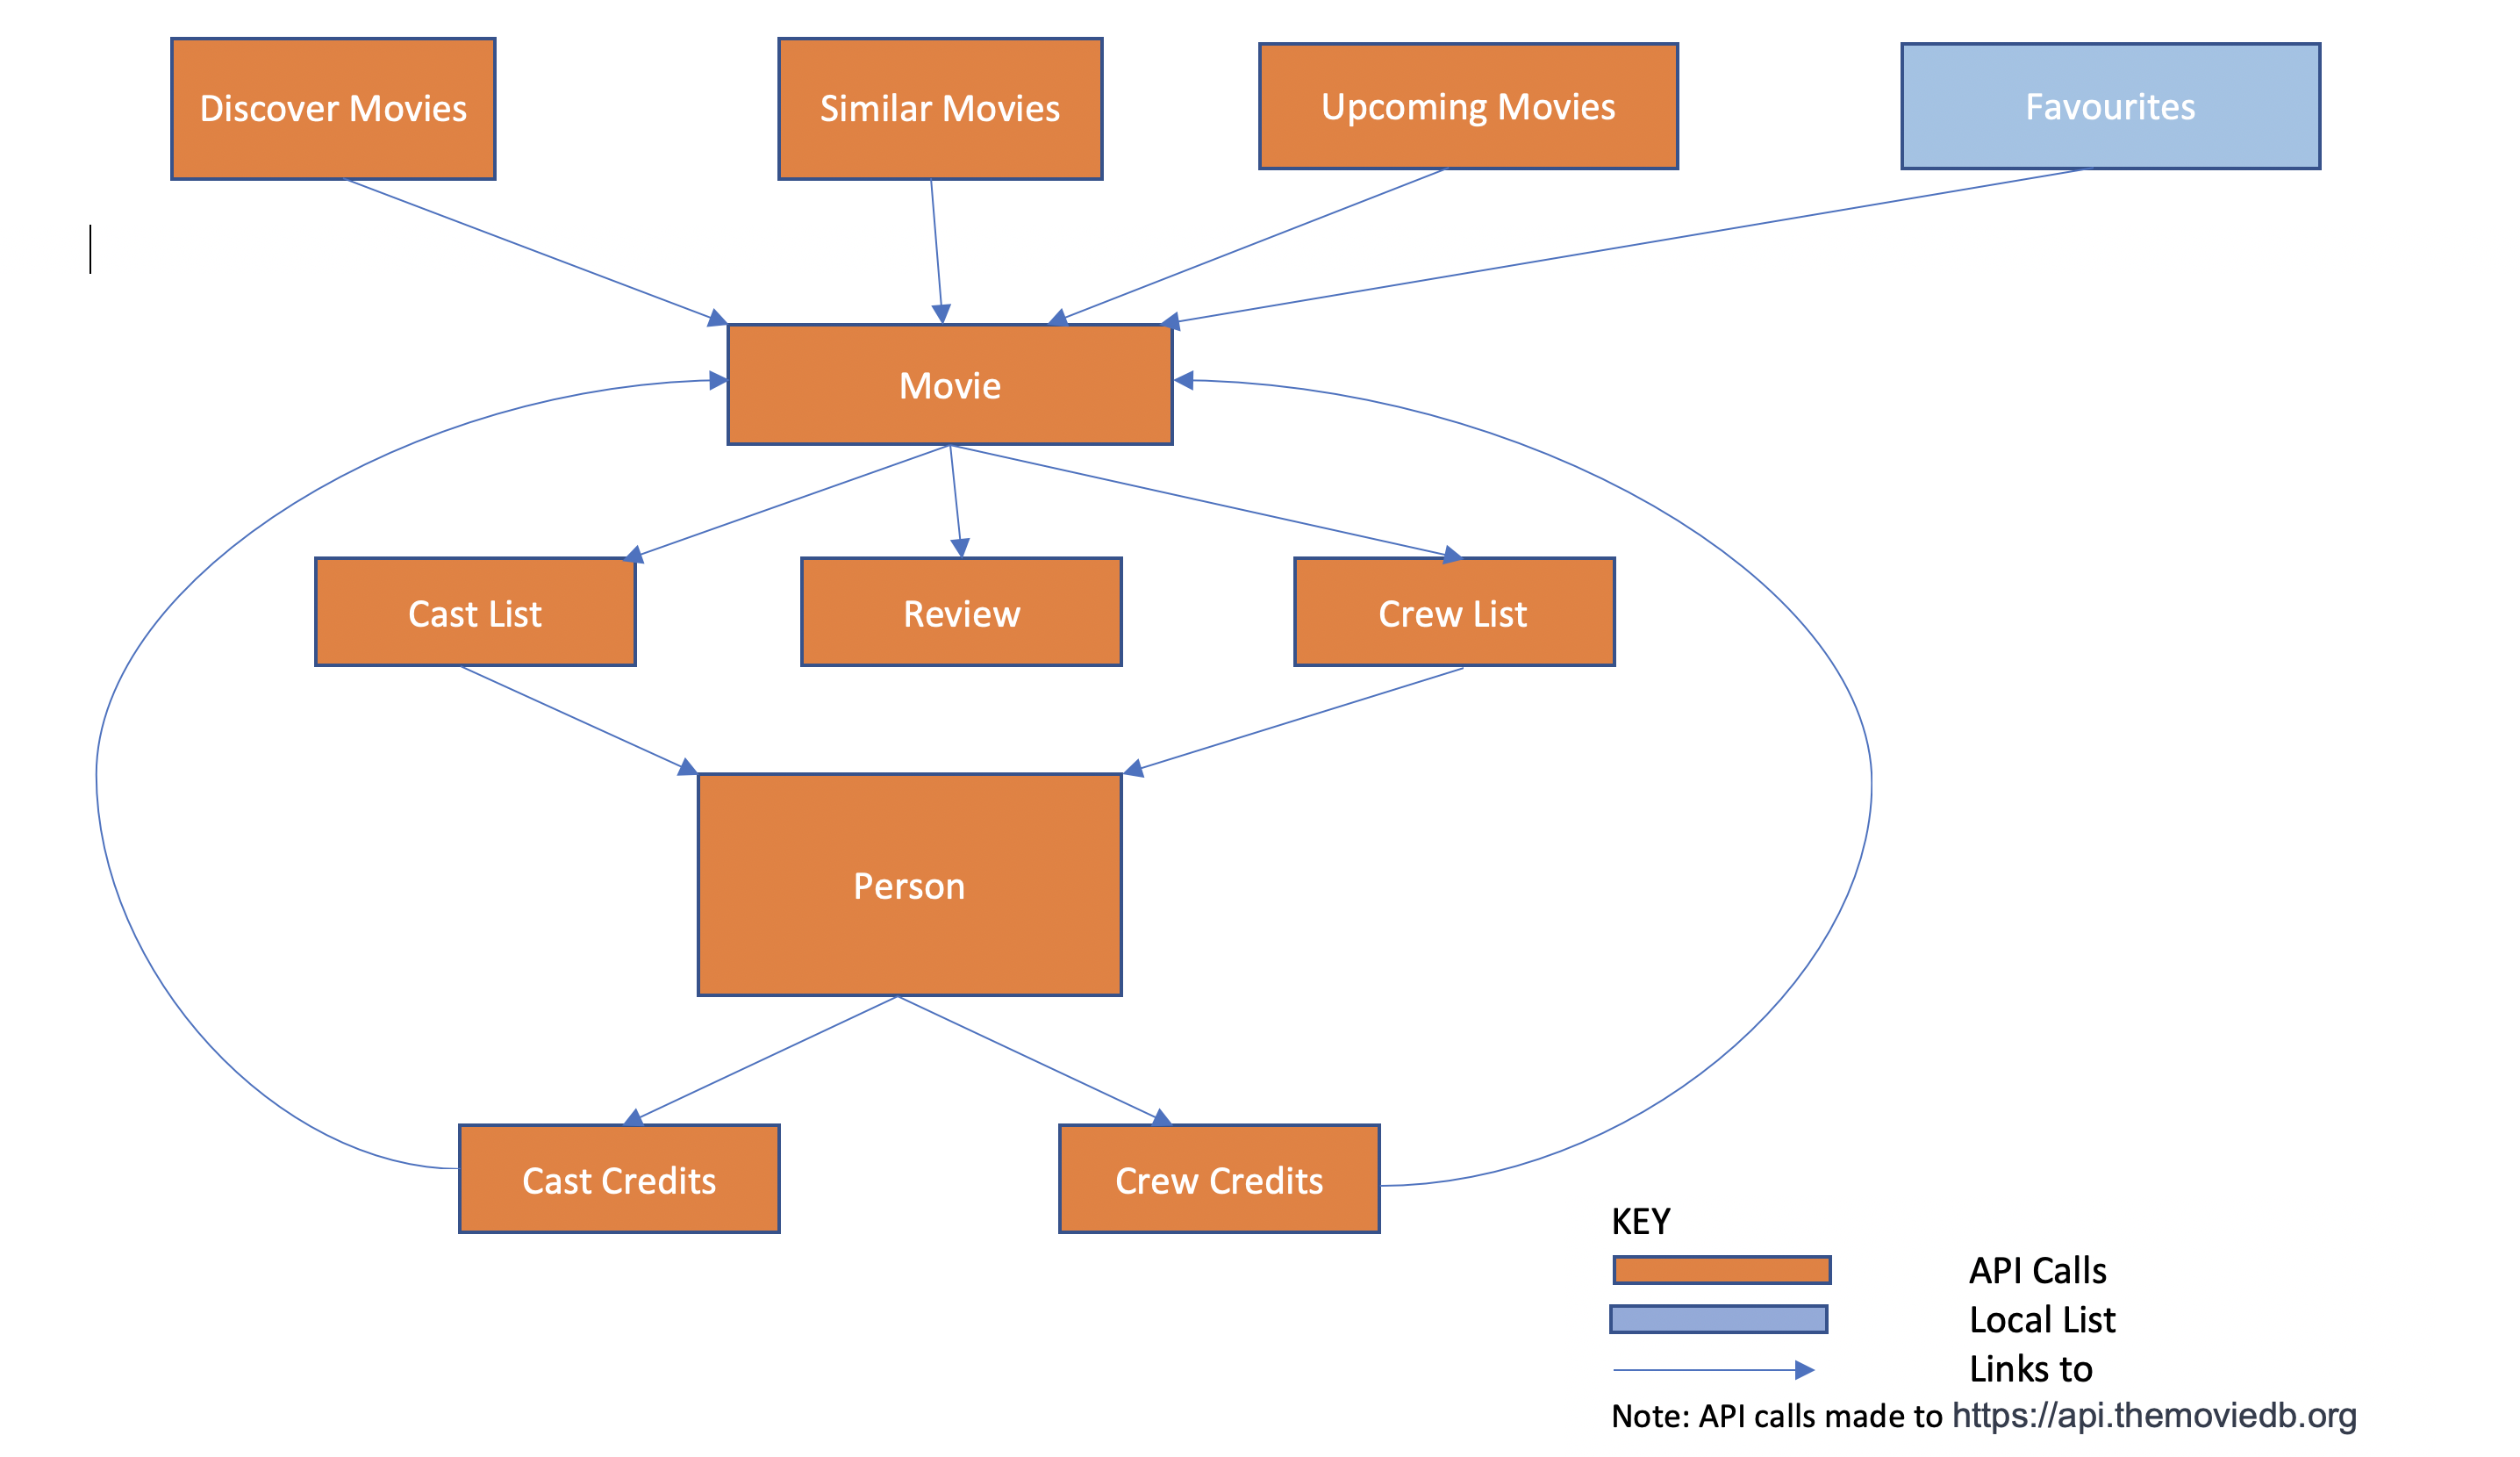 Discover Movies
Similar Movies
Upcoming Movies
Favourites
Movie
Cast List
Review
Crew List
Person
Cast Credits
Crew Credits
KEY
API Calls
Local List
Links to
Note: API calls made to https://api.themoviedb.org